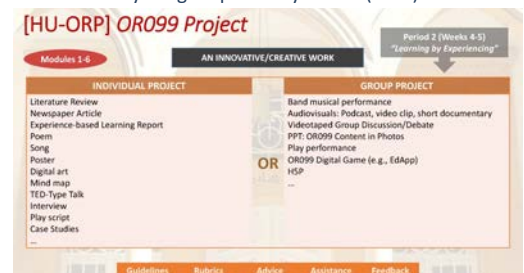 [HU-ORP] OR099 Project
Period 2 (Weeks 4-5)
"Learning by Experiencing"
Modules 1-6
AN INNOVATIVE/CREATIVE WORK
INDIVIDUAL PROJECT
Literature Review
Newspaper Article
Experience-based Learning Report
Poem
Song
Poster
Digital art
Mind map
TED-Type Talk
Interview
Play script
Case Studies
...
OR
GROUP PROJECT
Band musical performance
Audiovisuals: Podcast, video clip, short documentary
Videotaped Group Discussion/Debate
PPT: OR099 Content in Photos
Play performance
OR099 Digital Game (e.g., EdApp)
H5P
...
Guidelines Rubrics Advice Assistance Feedback